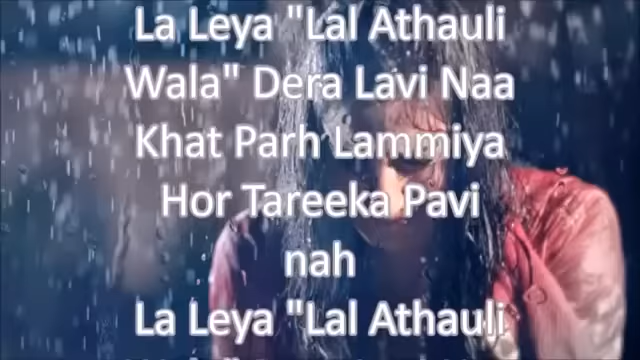 La Leya "Lal Athauli
Wala" Dera Lavi Naa
Khat Parh Lammiya
Hor Tareeka Pavi
nah
La Leya "Lal Athauli